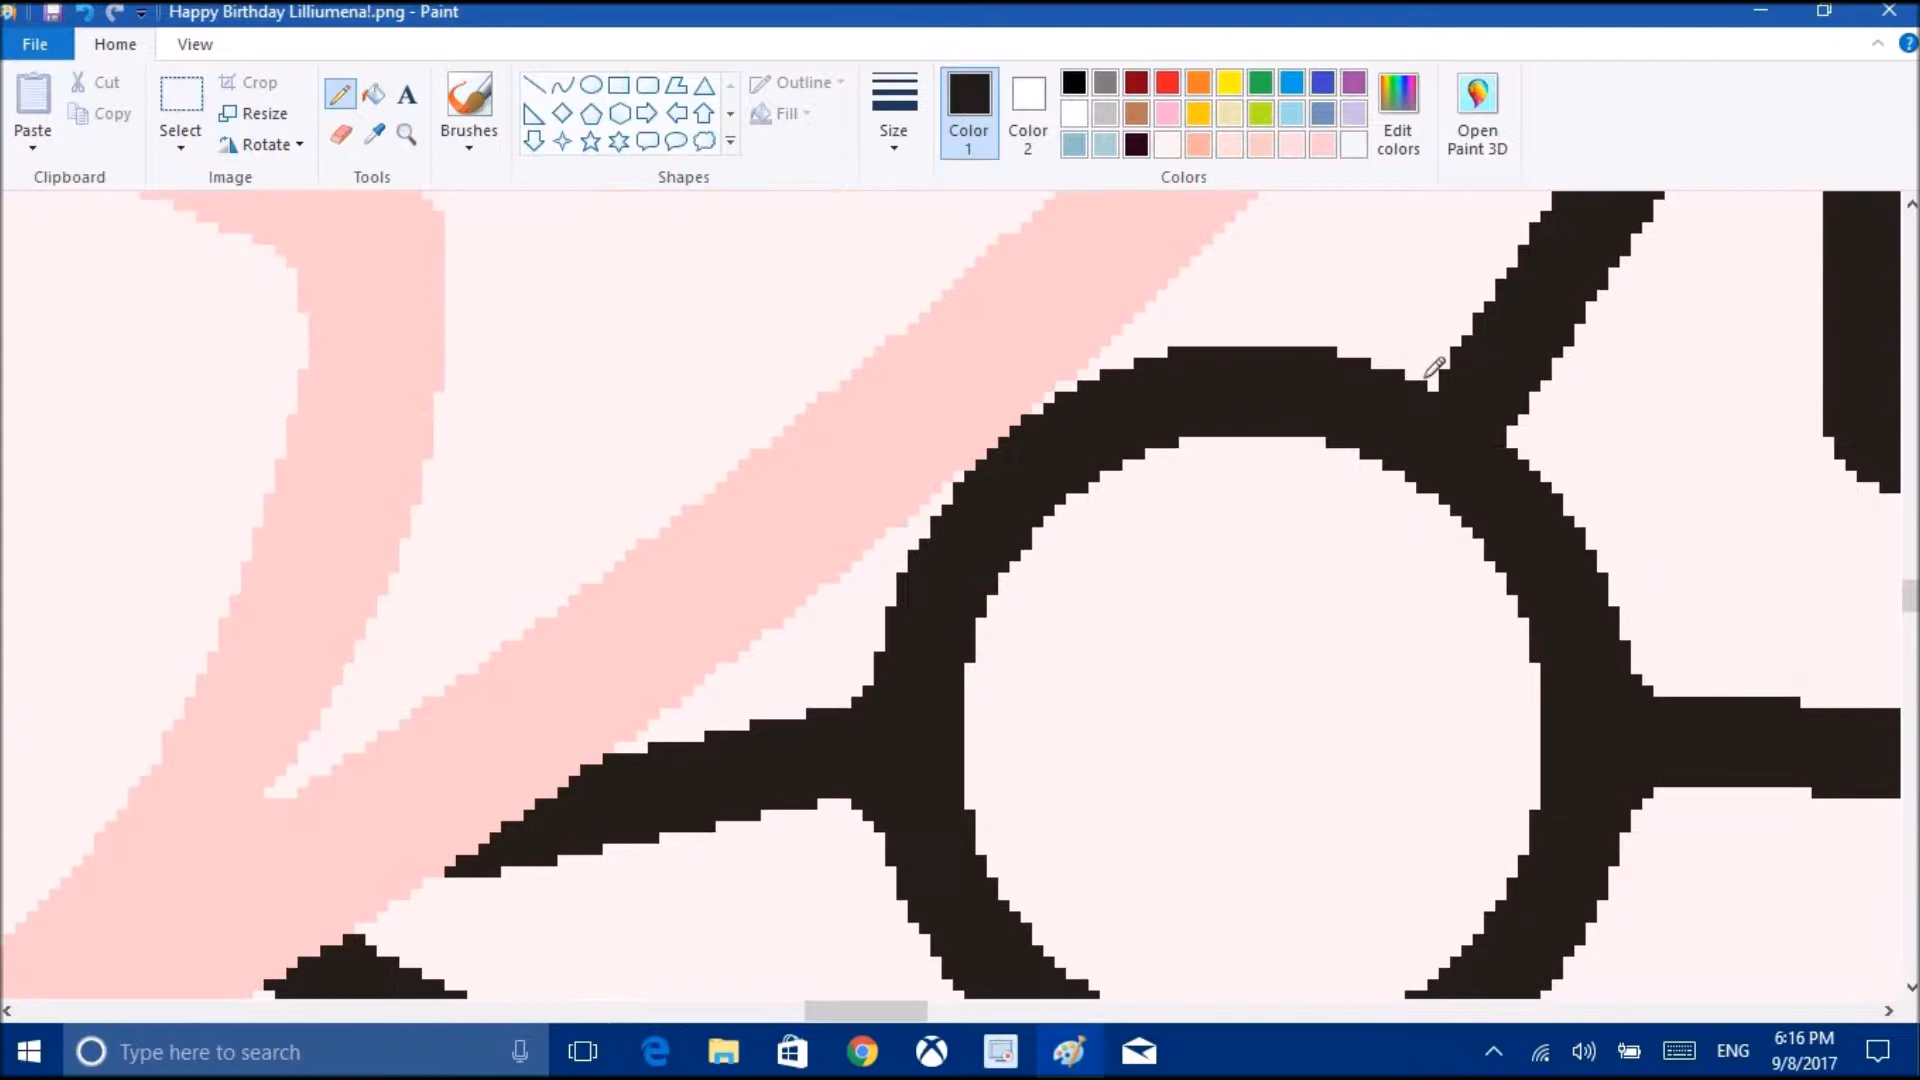 Happy Birthday Lilliumena!.png - Paint
File Home View ?
Paste Cut Copy Clipboard
Select Crop Resize Rotate Image
A Tools
Brushes
Outline Fill Shapes
Size
Color 1 Color 2 Edit colors Colors
Open Paint 3D
Type here to search ENG 6:16 PM
9/8/2017